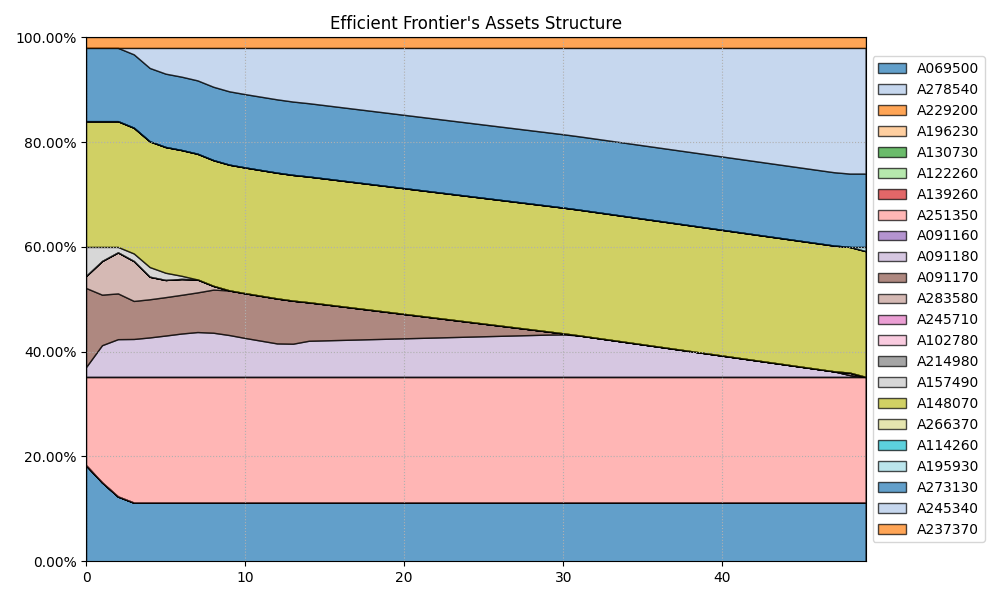 Efficient Frontier's Assets Structure
100.00%
80.00%
60.00%
40.00%
20.00%
0.00%
0
10
20
30
40
A069500
A278540
A229200
A196230
A130730
A122260
A139260
A251350
A091160
A091180
A091170
A283580
A245710
A102780
A214980
A157490
A148070
A266370
A114260
A195930
A273130
A245340
A237370